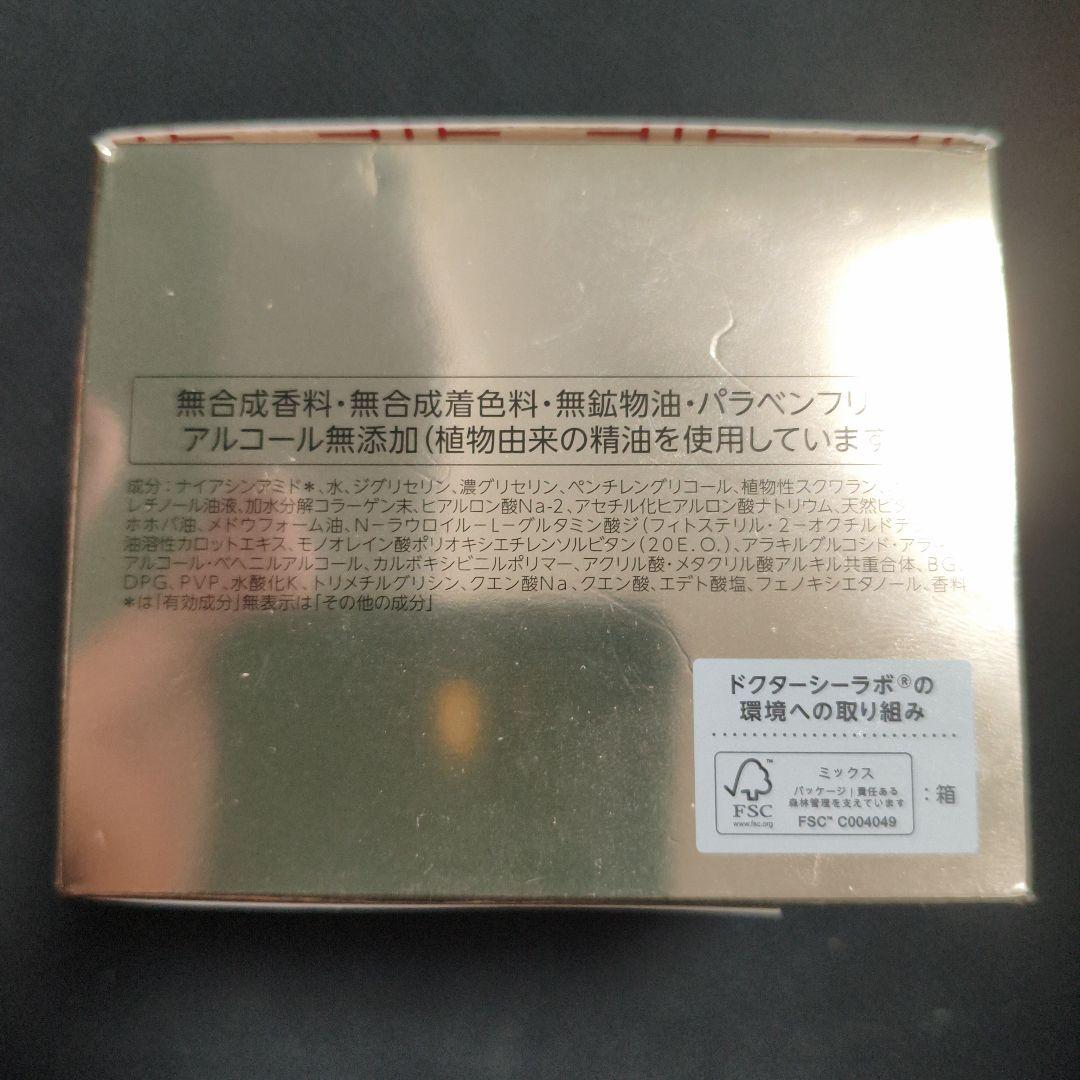 無合成香料・無合成着色料・無鉱物油・パラベンフリ
アルコール無添加(植物由来の精油を使用しています
成分:ナイアシンアミド*、水、ジグリセリン、濃グリセリン、ペンチレングリコール、植物性スクワラン、
レチノール油液、加水分解コラーゲン末、ヒアルロン酸Na-2、アセチル化ヒアルロン酸ナトリウム、天然ビタ
ホホバ油、メドウフォーム油、N-ラウロイル-L-グルタミン酸ジ(フィトステリル・2-オクチルドデ
油溶性カロットエキス、モノオレイン酸ポリオキシエチレンソルビタン(20E.O.)、アラキルグルコシド・アラ
アルコール・ベヘニルアルコール、カルボキシビニルポリマー、アクリル酸・メタクリル酸アルキル共重合体、BG、
DPG、PVP、水酸化K、トリメチルグリシン、クエン酸Na、クエン酸、エデト酸塩、フェノキシエタノール、香料
*は「有効成分」無表示は「その他の成分」
ドクターシーラボ®の
環境への取り組み
FSC
www.fsc.org
ミックス
パッケージ|責任ある
森林管理を支えています
FSC™ C004049
:箱